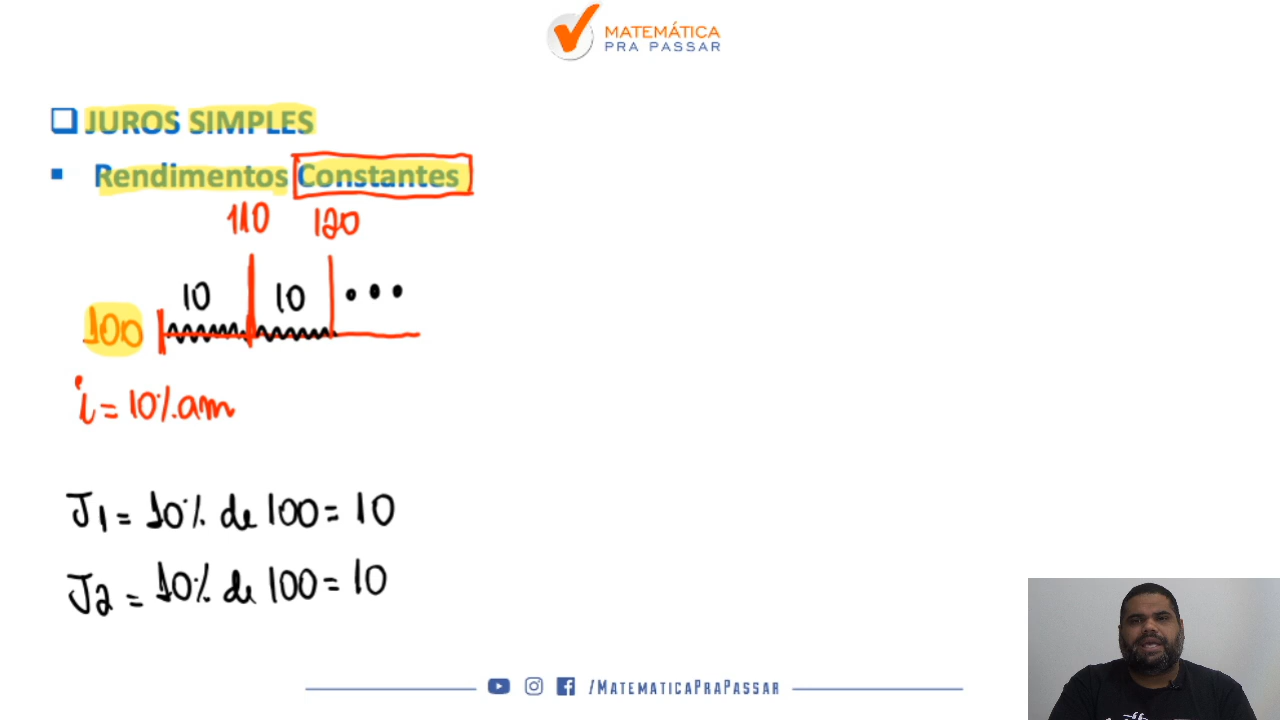 MATEMÁTICA
PRA PASSAR
JUROS SIMPLES
Rendimentos Constantes
110 120
10 10 •••
100
i = 10% am
J1 = 10% de 100 = 10
J2 = 10% de 100 = 10
/MATEMATICAPRAPASSAR